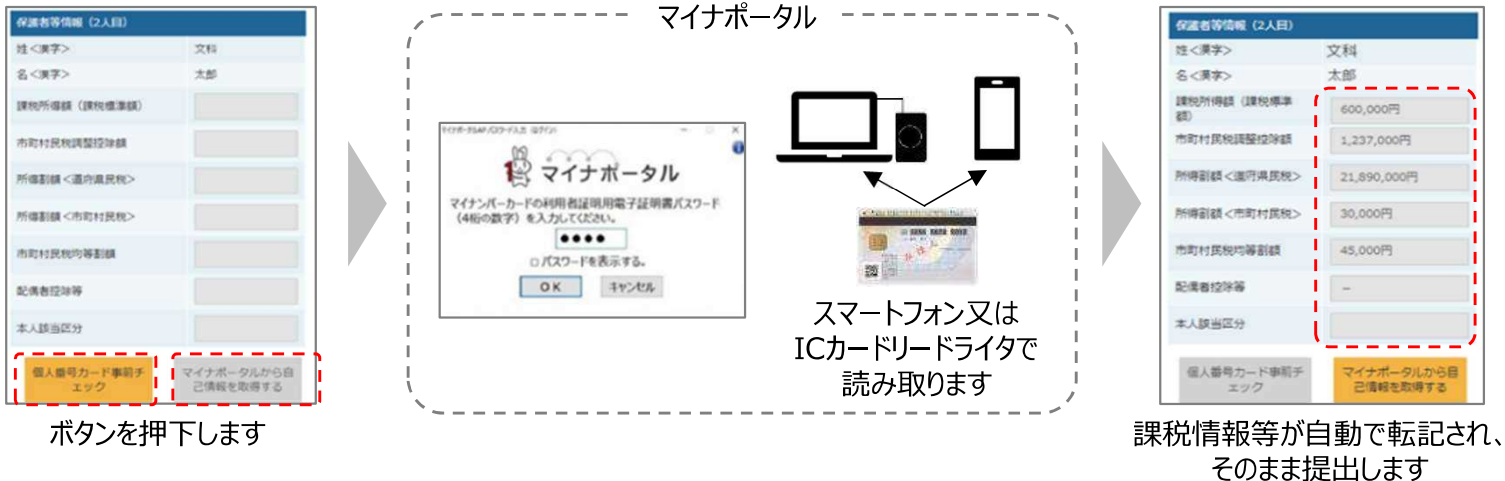 保護者等情報（2人目）
姓<漢字> 文科
名<漢字> 太郎
課税所得額（課税標準額）
市町村民税調整控除額
所得割額<道府県民税>
所得割額<市町村民税>
市町村民税均等割額
配偶者控除等
本人該当区分
個人番号カード事前チ
ェック
マイナポータルから自
己情報を取得する
ボタンを押下します
マイナポータル
マイナポータル
マイナンバーカードの利用者証明用電子証明書パスワード
（4桁の数字）を入力してください。
●●●●
□パスワードを表示する。
OK キャンセル
スマートフォン又は
ICカードリードライタで
読み取ります
保護者等情報（2人目）
姓<漢字> 文科
名<漢字> 太郎
課税所得額（課税標準
額） 600,000円
市町村民税調整控除額 1,237,000円
所得割額<道府県民税> 21,890,000円
所得割額<市町村民税> 30,000円
市町村民税均等割額 45,000円
配偶者控除等 －
本人該当区分
個人番号カード事前チ
ェック
マイナポータルから自
己情報を取得する
課税情報等が自動で転記され、
そのまま提出します